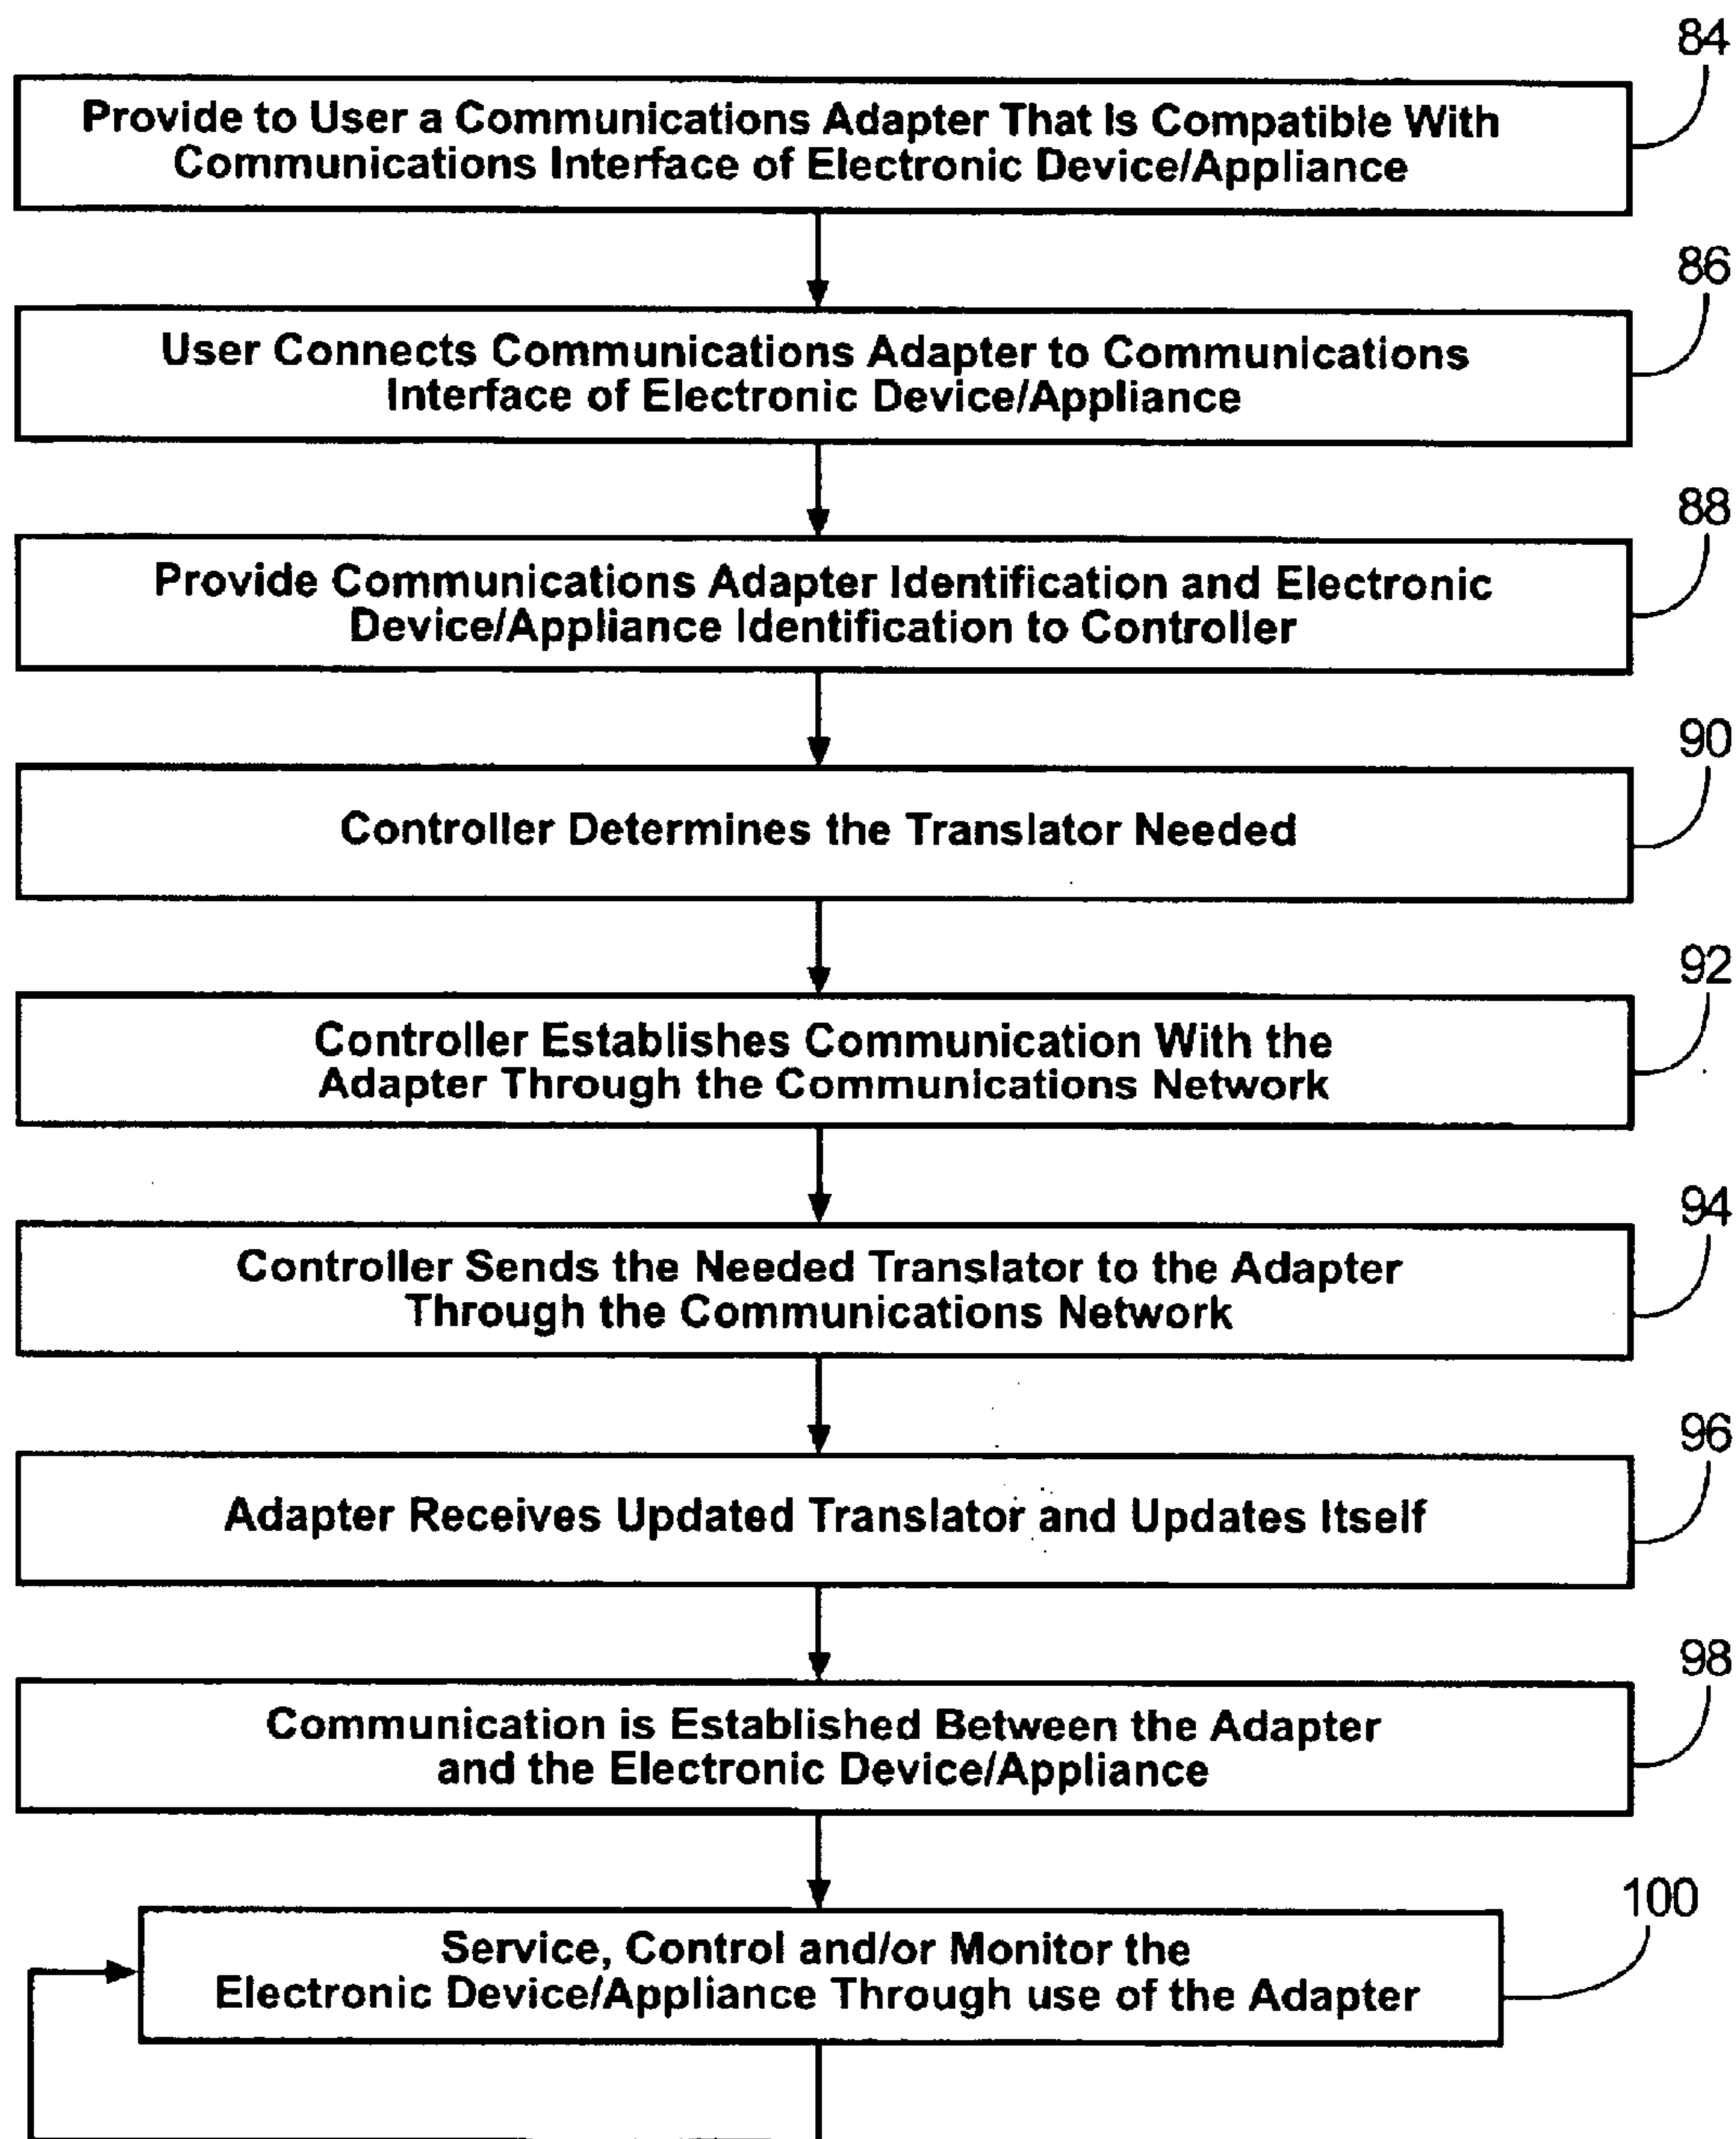 84
Provide to User a Communications Adapter That Is Compatible With
Communications Interface of Electronic Device/Appliance
86
User Connects Communications Adapter to Communications
Interface of Electronic Device/Appliance
88
Provide Communications Adapter Identification and Electronic
Device/Appliance Identification to Controller
90
Controller Determines the Translator Needed
92
Controller Establishes Communication With the
Adapter Through the Communications Network
94
Controller Sends the Needed Translator to the Adapter
Through the Communications Network
96
Adapter Receives Updated Translator and Updates Itself
98
Communication is Established Between the Adapter
and the Electronic Device/Appliance
100
Service, Control and/or Monitor the
Electronic Device/Appliance Through use of the Adapter